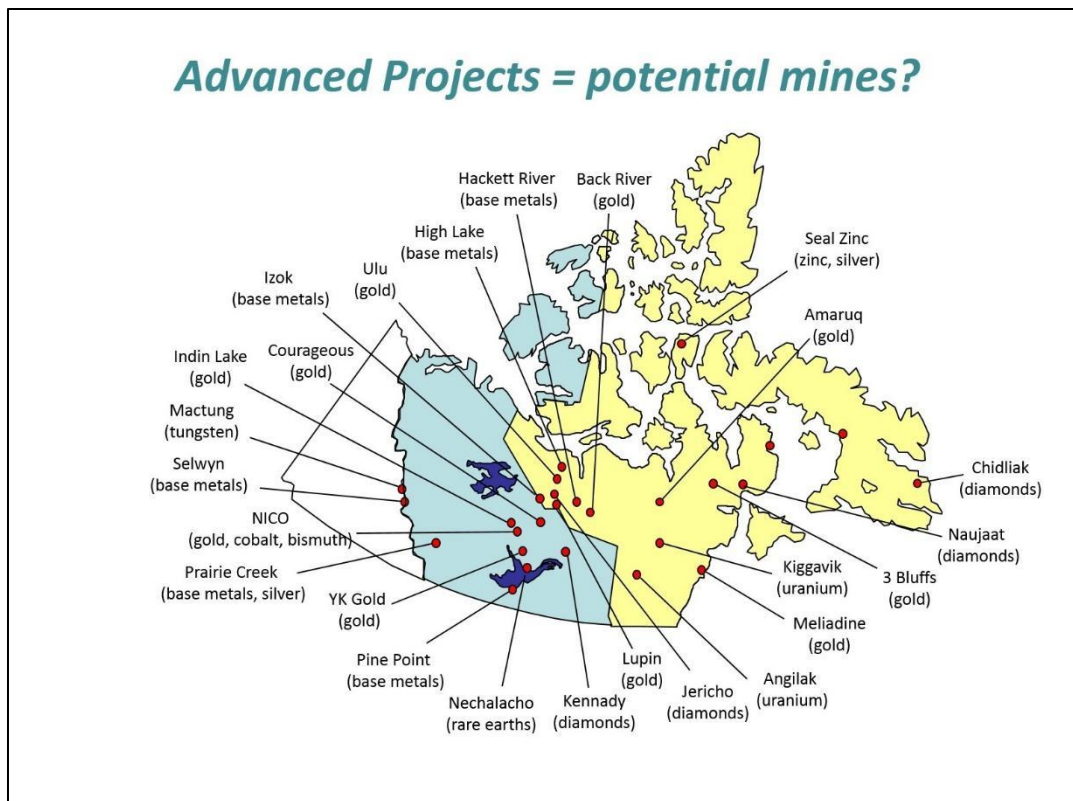 Advanced Projects = potential mines?
Hackett River
(base metals)
Back River
(gold)
High Lake
(base metals)
Seal Zinc
(zinc, silver)
Ulu
(gold)
Izok
(base metals)
Amaruq
(gold)
Courageous
(gold)
Indin Lake
(gold)
Mactung
(tungsten)
Selwyn
(base metals)
Chidliak
(diamonds)
NICO
(gold, cobalt, bismuth)
Naujaat
(diamonds)
Prairie Creek
(base metals, silver)
Kiggavik
(uranium)
3 Bluffs
(gold)
YK Gold
(gold)
Meliadine
(gold)
Pine Point
(base metals)
Lupin
(gold)
Angilak
(uranium)
Jericho
(diamonds)
Nechalacho
(rare earths)
Kennady
(diamonds)